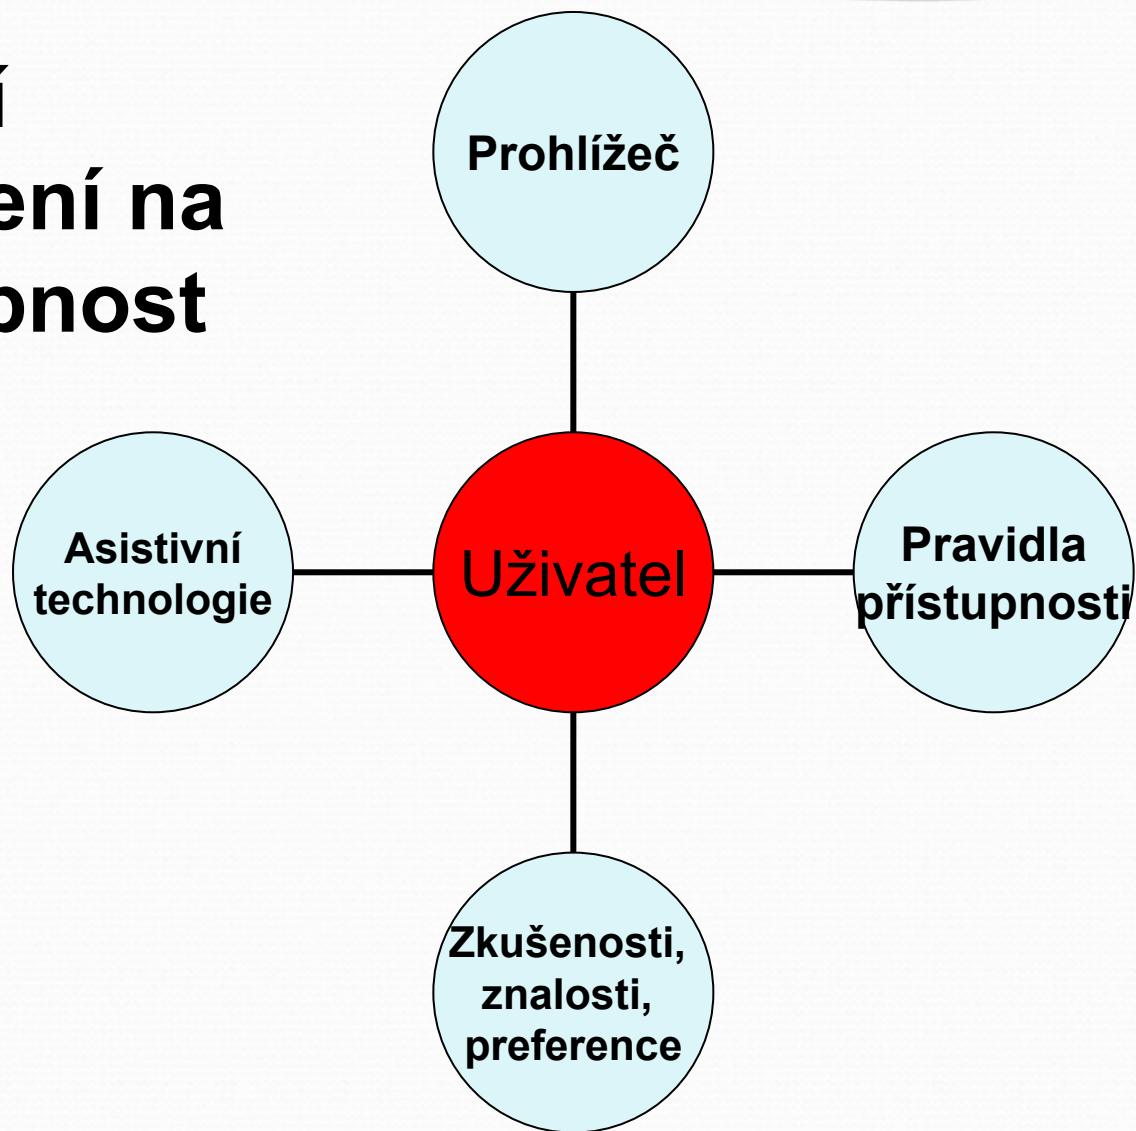 í
ení na
pnost
Prohlížeč
Asistivní
technologie
Uživatel
Pravidla
přístupnosti
Zkušenosti,
znalosti,
preference